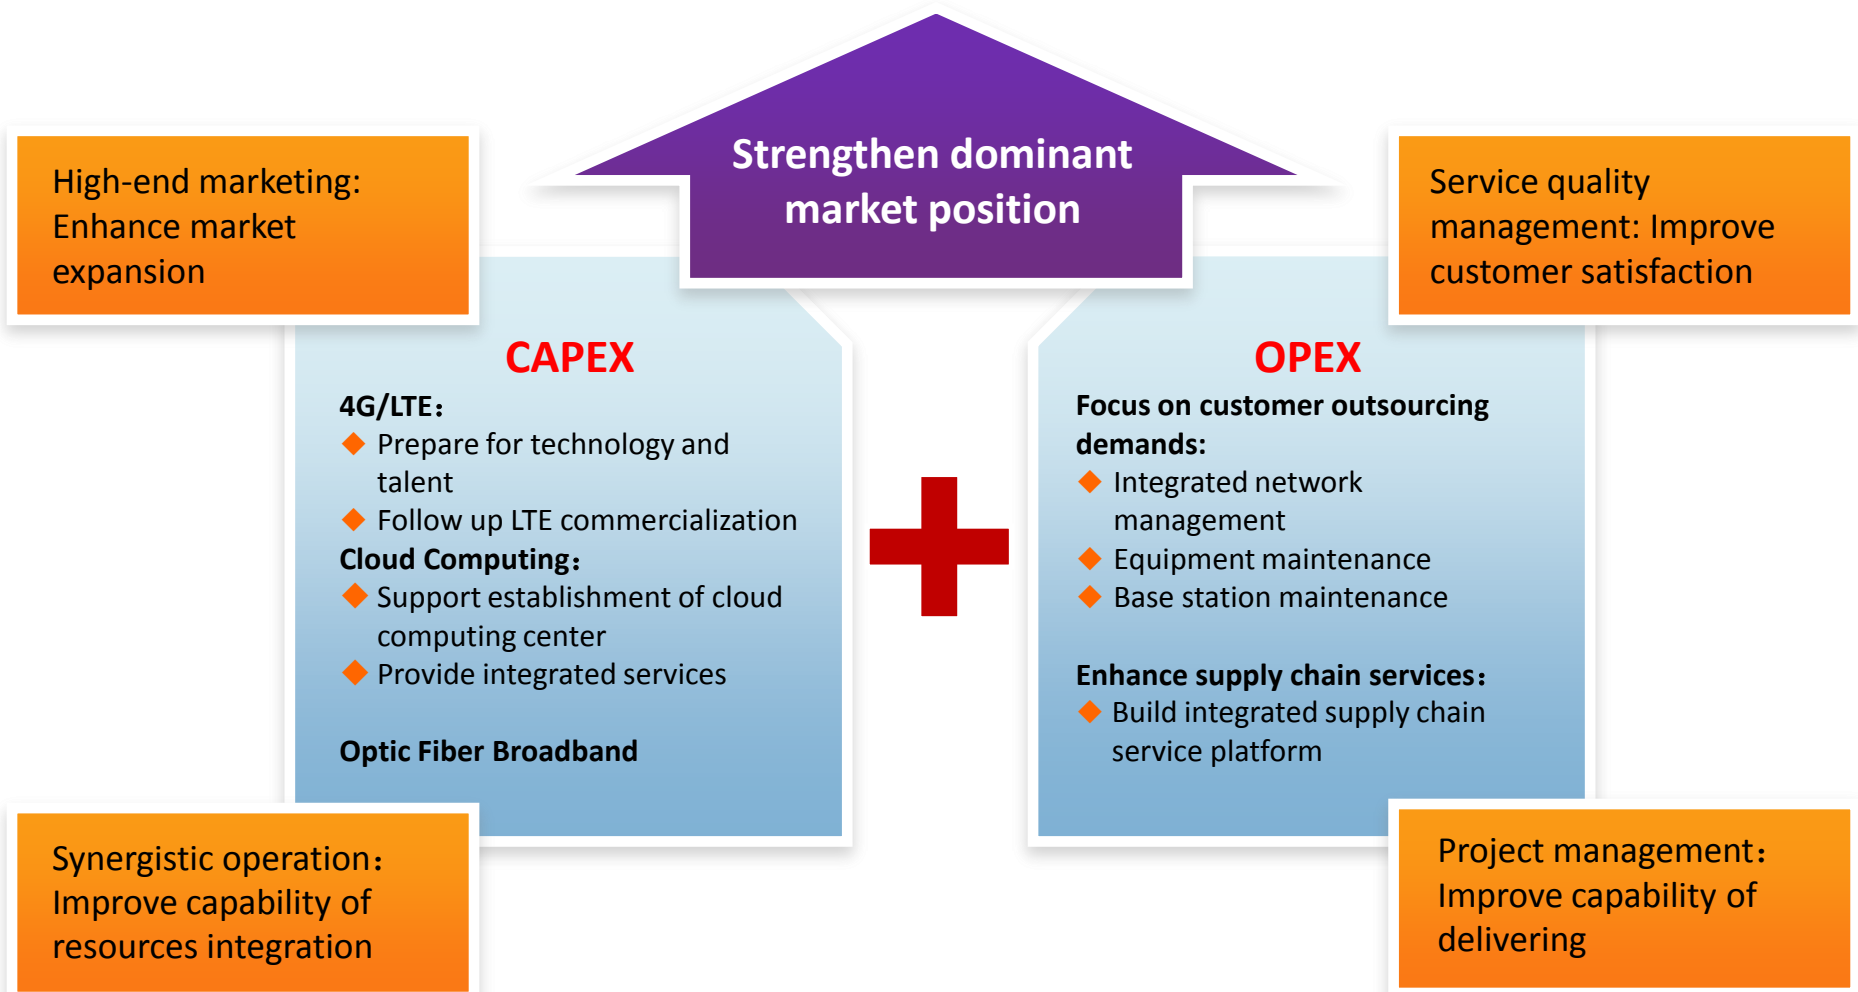 Strengthen dominant
market position
High-end marketing:
Enhance market
expansion
Service quality
management: Improve
customer satisfaction
CAPEX
4G/LTE：
◆ Prepare for technology and
talent
◆ Follow up LTE commercialization
Cloud Computing：
◆ Support establishment of cloud
computing center
◆ Provide integrated services
Optic Fiber Broadband
OPEX
Focus on customer outsourcing
demands:
◆ Integrated network
management
◆ Equipment maintenance
◆ Base station maintenance
Enhance supply chain services：
◆ Build integrated supply chain
service platform
Synergistic operation：
Improve capability of
resources integration
Project management：
Improve capability of
delivering